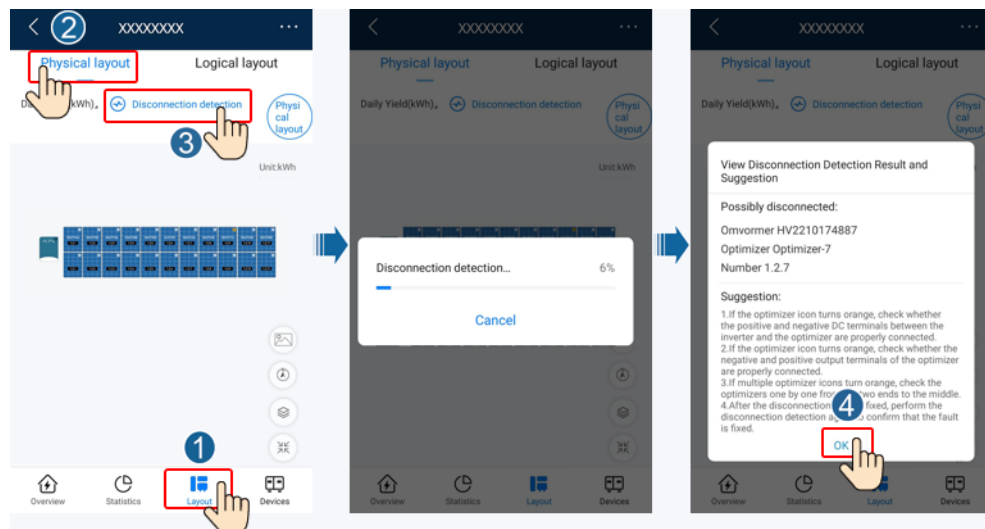 2
XXXXXXXX
Physical layout
Logical layout
Disconnection detection
3
Physi
cal
layout
Unit:kWh
1
Overview
Statistics
Layout
Devices
XXXXXXXX
Physical layout
Logical layout
Daily Yield(kWh)
Disconnection detection
Physi
cal
layout
Unit:kWh
Disconnection detection...
6%
Cancel
Overview
Statistics
Layout
Devices
XXXXXXXX
Physical layout
Logical layout
Daily Yield(kWh)
Disconnection detection
Physi
cal
layout
View Disconnection Detection Result and
Suggestion
Possibly disconnected:
Omvormer HV2210174887
Optimizer Optimizer-7
Number 1.2.7
Suggestion:
1.If the optimizer icon turns orange, check whether
the positive and negative DC terminals between the
inverter and the optimizer are properly connected.
2.If the optimizer icon turns orange, check whether the
negative and positive output terminals of the optimizer
are properly connected.
3.If multiple optimizer icons turn orange, check the
optimizers one by one from two ends to the middle.
4.After the disconnection fixed, perform the
disconnection detection confirm that the fault
is fixed.
4
OK
Overview
Statistics
Layout
Devices